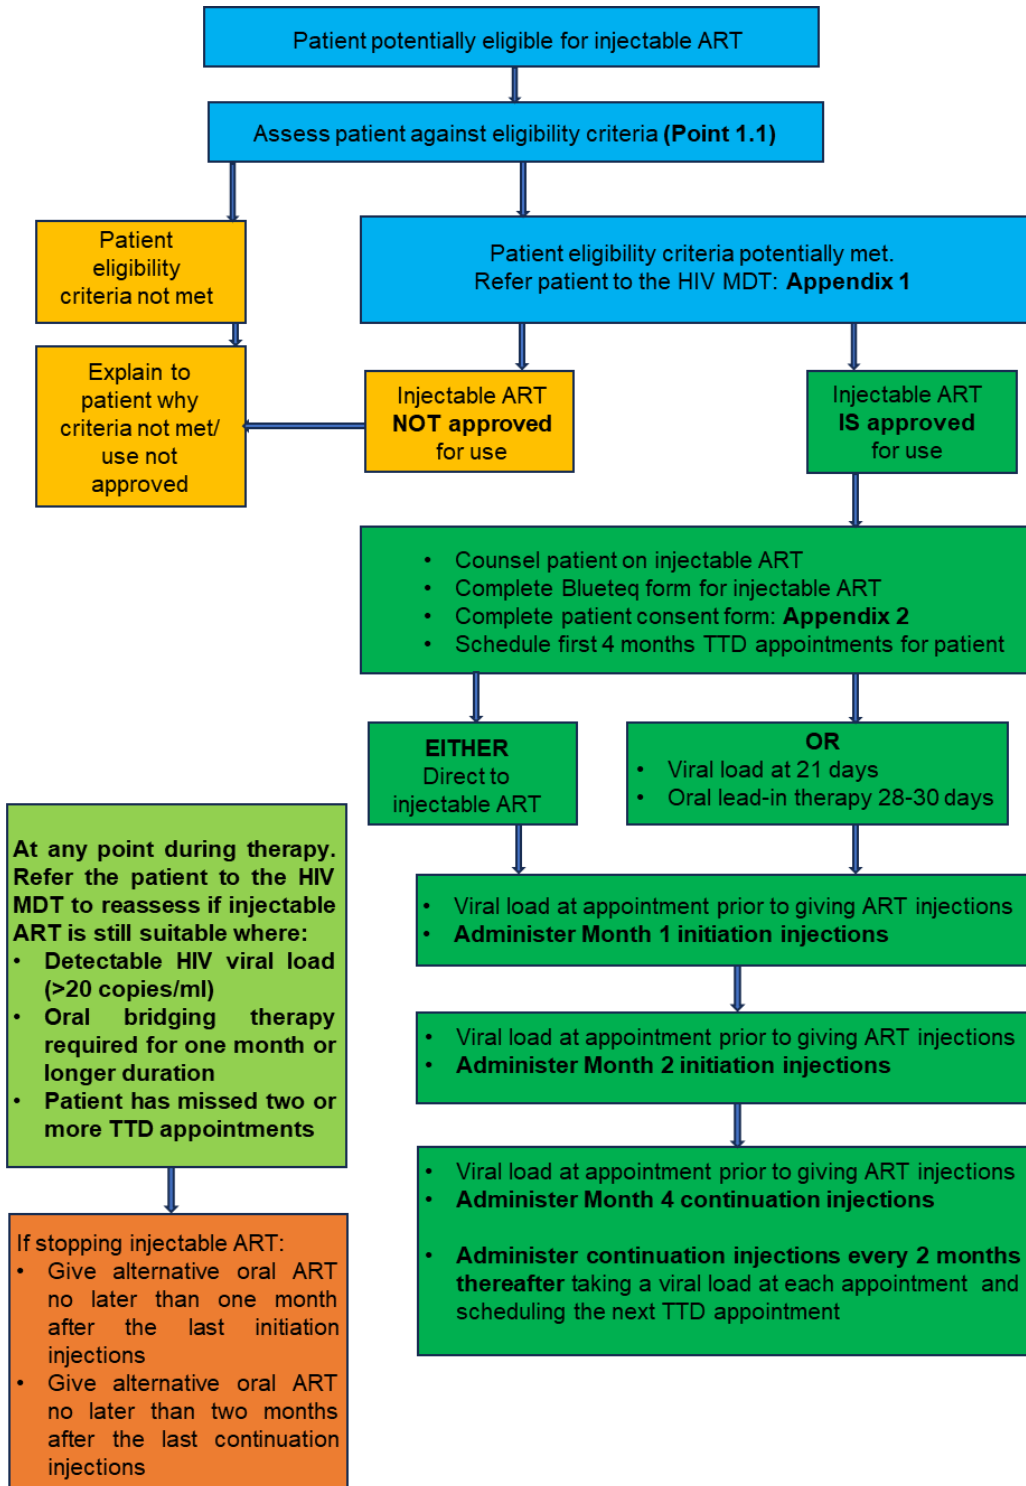 Patient potentially eligible for injectable ART
Assess patient against eligibility criteria (Point 1.1)
Patient
eligibility
criteria not met
Patient eligibility criteria potentially met.
Refer patient to the HIV MDT: Appendix 1
Explain to
patient why
criteria not met/
use not
approved
Injectable ART
NOT approved
for use
Injectable ART
IS approved
for use
• Counsel patient on injectable ART
• Complete Blueteq form for injectable ART
• Complete patient consent form: Appendix 2
• Schedule first 4 months TTD appointments for patient
EITHER
Direct to
injectable ART
OR
• Viral load at 21 days
• Oral lead-in therapy 28-30 days
• Viral load at appointment prior to giving ART injections
• Administer Month 1 initiation injections
• Viral load at appointment prior to giving ART injections
• Administer Month 2 initiation injections
• Viral load at appointment prior to giving ART injections
• Administer Month 4 continuation injections
• Administer continuation injections every 2 months
thereafter taking a viral load at each appointment and
scheduling the next TTD appointment
At any point during therapy.
Refer the patient to the HIV
MDT to reassess if injectable
ART is still suitable where:
• Detectable HIV viral load
(>20 copies/ml)
• Oral bridging therapy
required for one month or
longer duration
• Patient has missed two or
more TTD appointments
If stopping injectable ART:
• Give alternative oral ART
no later than one month
after the last initiation
injections
• Give alternative oral ART
no later than two months
after the last continuation
injections